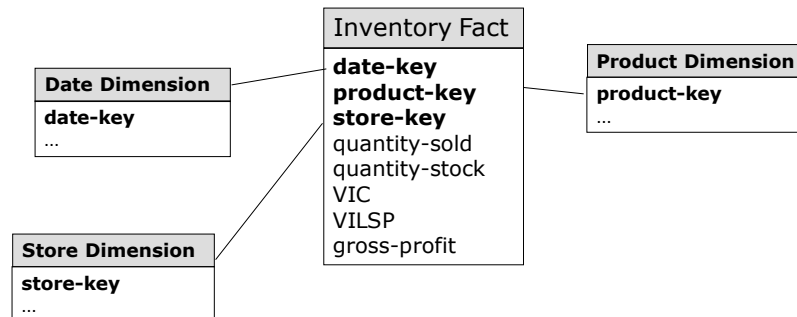 Inventory Fact
date-key
product-key
store-key
quantity-sold
quantity-stock
VIC
VILSP
gross-profit
Date Dimension
date-key
...
Product Dimension
product-key
...
Store Dimension
store-key
...